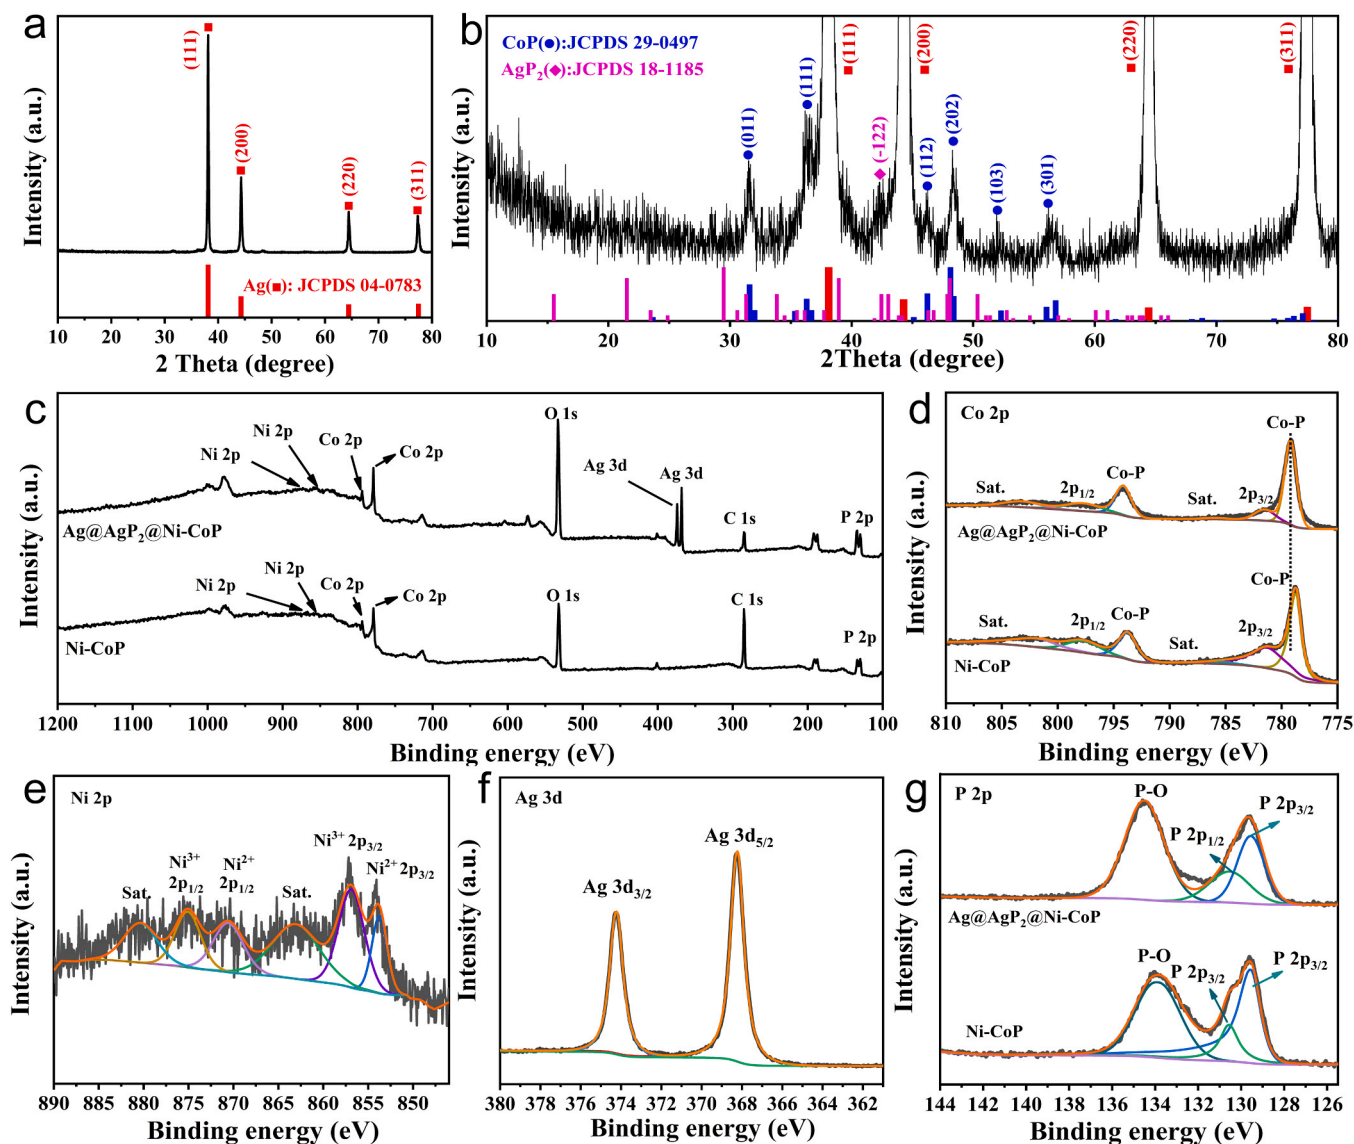 a
Intensity (a.u.)
(111)
(200)
(220)
(311)
Ag(■): JCPDS 04-0783
10 20 30 40 50 60 70 80
2 Theta (degree)
b
Intensity (a.u.)
CoP(●):JCPDS 29-0497
AgP₂(◆):JCPDS 18-1185
(011)
(111)
(111)
(-122)
(200)
(112)
(202)
(103)
(301)
(220)
(311)
10 20 30 40 50 60 70 80
2Theta (degree)
c
Intensity (a.u.)
Ni 2p
Ni 2p
Co 2p
Co 2p
O 1s
Ag 3d
Ag 3d
C 1s
P 2p
Ag@AgP₂@Ni-CoP
Ni 2p
Ni 2p
Co 2p
Co 2p
O 1s
C 1s
P 2p
Ni-CoP
1200 1100 1000 900 800 700 600 500 400 300 200 100
Binding energy (eV)
d
Intensity (a.u.)
Co 2p
Co-P
Co-P
Sat.
2p₁/₂
Sat.
2p₃/₂
Ag@AgP₂@Ni-CoP
Co-P
Sat.
2p₁/₂
Co-P
Sat.
2p₃/₂
Ni-CoP
810 805 800 795 790 785 780 775
Binding energy (eV)
e
Intensity (a.u.)
Ni 2p
Sat.
Ni³⁺
2p₁/₂
Ni²⁺
2p₁/₂
Sat.
Ni³⁺ 2p₃/₂
Ni²⁺ 2p₃/₂
890 885 880 875 870 865 860 855 850
Binding energy (eV)
f
Intensity (a.u.)
Ag 3d
Ag 3d₃/₂
Ag 3d₅/₂
380 378 376 374 372 370 368 366 364 362
Binding energy (eV)
g
Intensity (a.u.)
P 2p
P-O
P 2p₁/₂
P 2p₃/₂
Ag@AgP₂@Ni-CoP
P-O
P 2p₃/₂
P 2p₃/₂
Ni-CoP
144 142 140 138 136 134 132 130 128 126
Binding energy (eV)